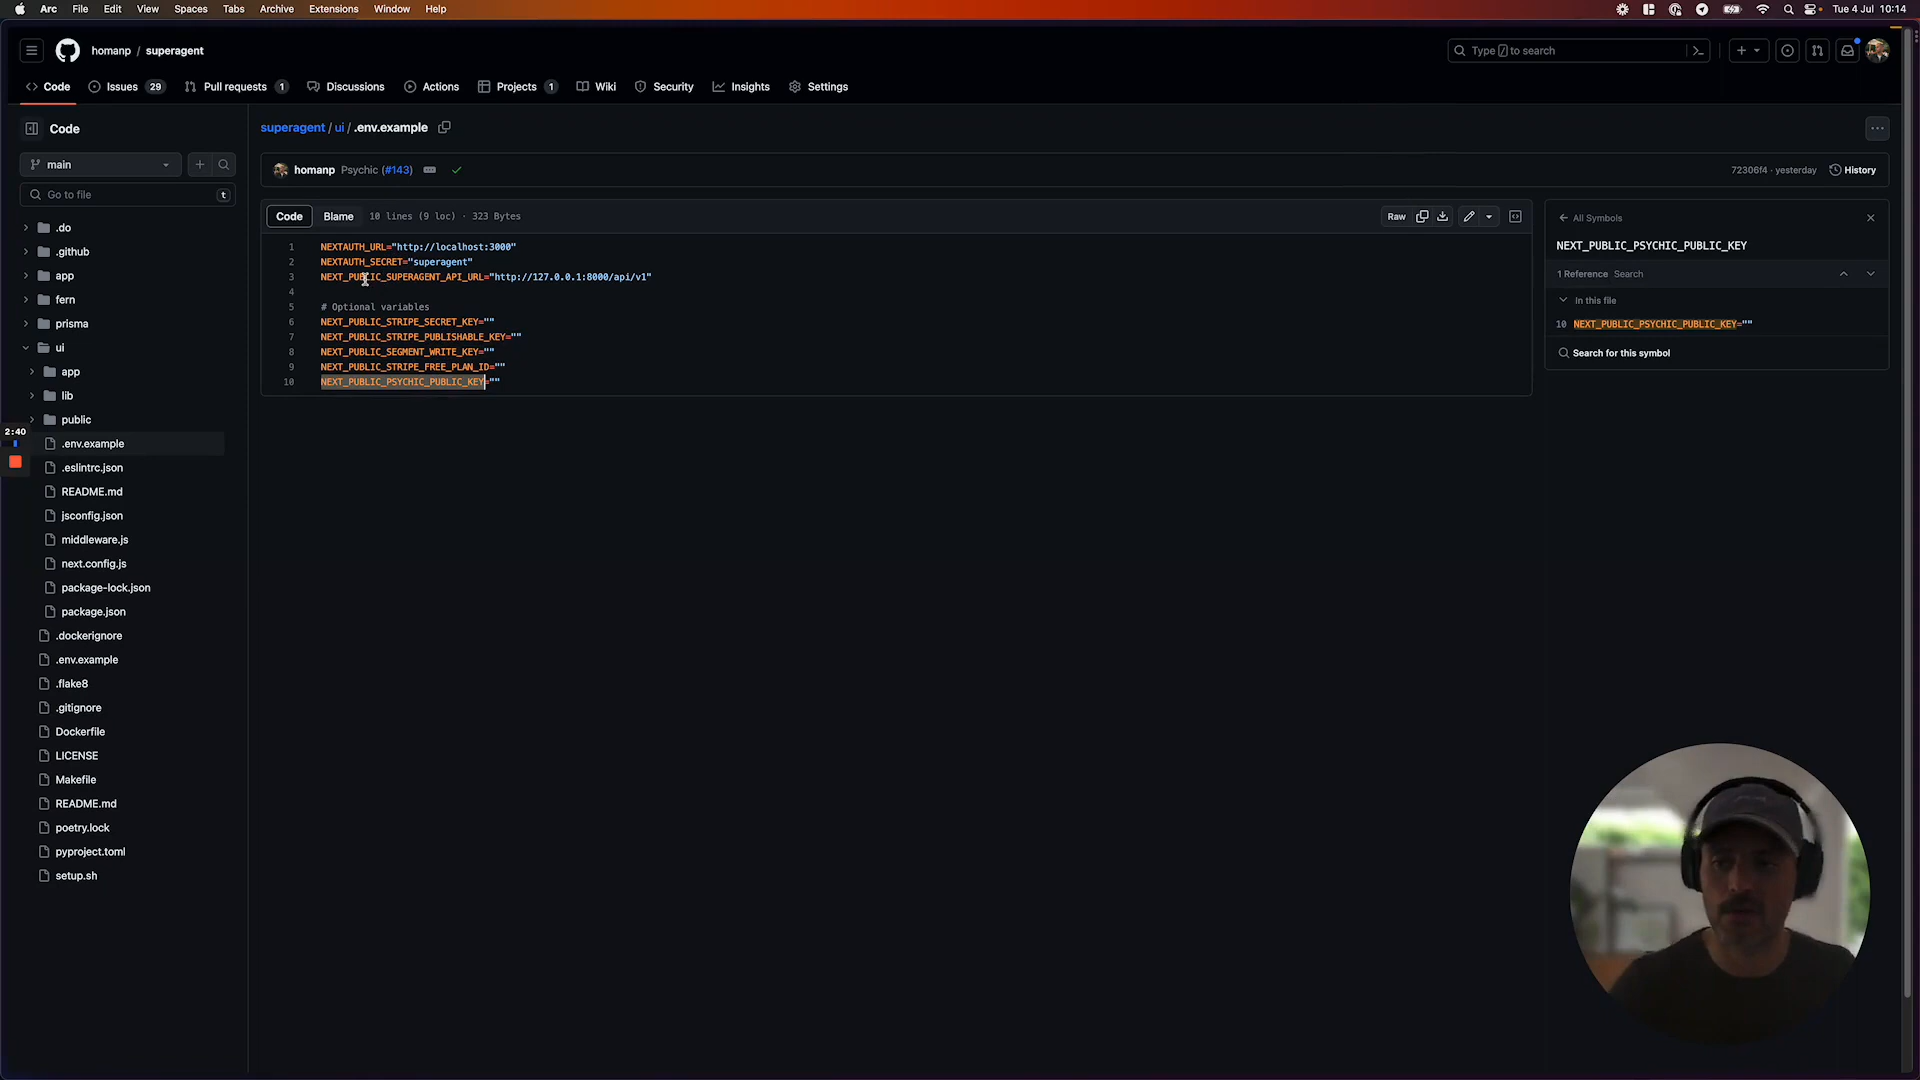 Arc File Edit View Spaces Tabs Archive Extensions Window Help Tue 4 Jul 10:14
homanp / superagent Type / to search
Code Issues 29 Pull requests 1 Discussions Actions Projects 1 Wiki Security Insights Settings
Code
superagent / ui / .env.example
main
homanp Psychic (#143) 72306f4 · yesterday History
Go to file t
Code Blame 10 lines (9 loc) · 323 Bytes Raw
All Symbols
NEXT_PUBLIC_PSYCHIC_PUBLIC_KEY
1 Reference Search
In this file
10 NEXT_PUBLIC_PSYCHIC_PUBLIC_KEY=""
Search for this symbol
1 NEXTAUTH_URL="http://localhost:3000"
2 NEXTAUTH_SECRET="superagent"
3 NEXT_PUBLIC_SUPERAGENT_API_URL="http://127.0.0.1:8000/api/v1"
4
5 # Optional variables
6 NEXT_PUBLIC_STRIPE_SECRET_KEY=""
7 NEXT_PUBLIC_STRIPE_PUBLISHABLE_KEY=""
8 NEXT_PUBLIC_SEGMENT_WRITE_KEY=""
9 NEXT_PUBLIC_STRIPE_FREE_PLAN_ID=""
10 NEXT_PUBLIC_PSYCHIC_PUBLIC_KEY=""
.do
.github
app
fern
prisma
ui
app
lib
public
2:40
.env.example
.eslintrc.json
README.md
jsconfig.json
middleware.js
next.config.js
package-lock.json
package.json
.dockerignore
.env.example
.flake8
.gitignore
Dockerfile
LICENSE
Makefile
README.md
poetry.lock
pyproject.toml
setup.sh